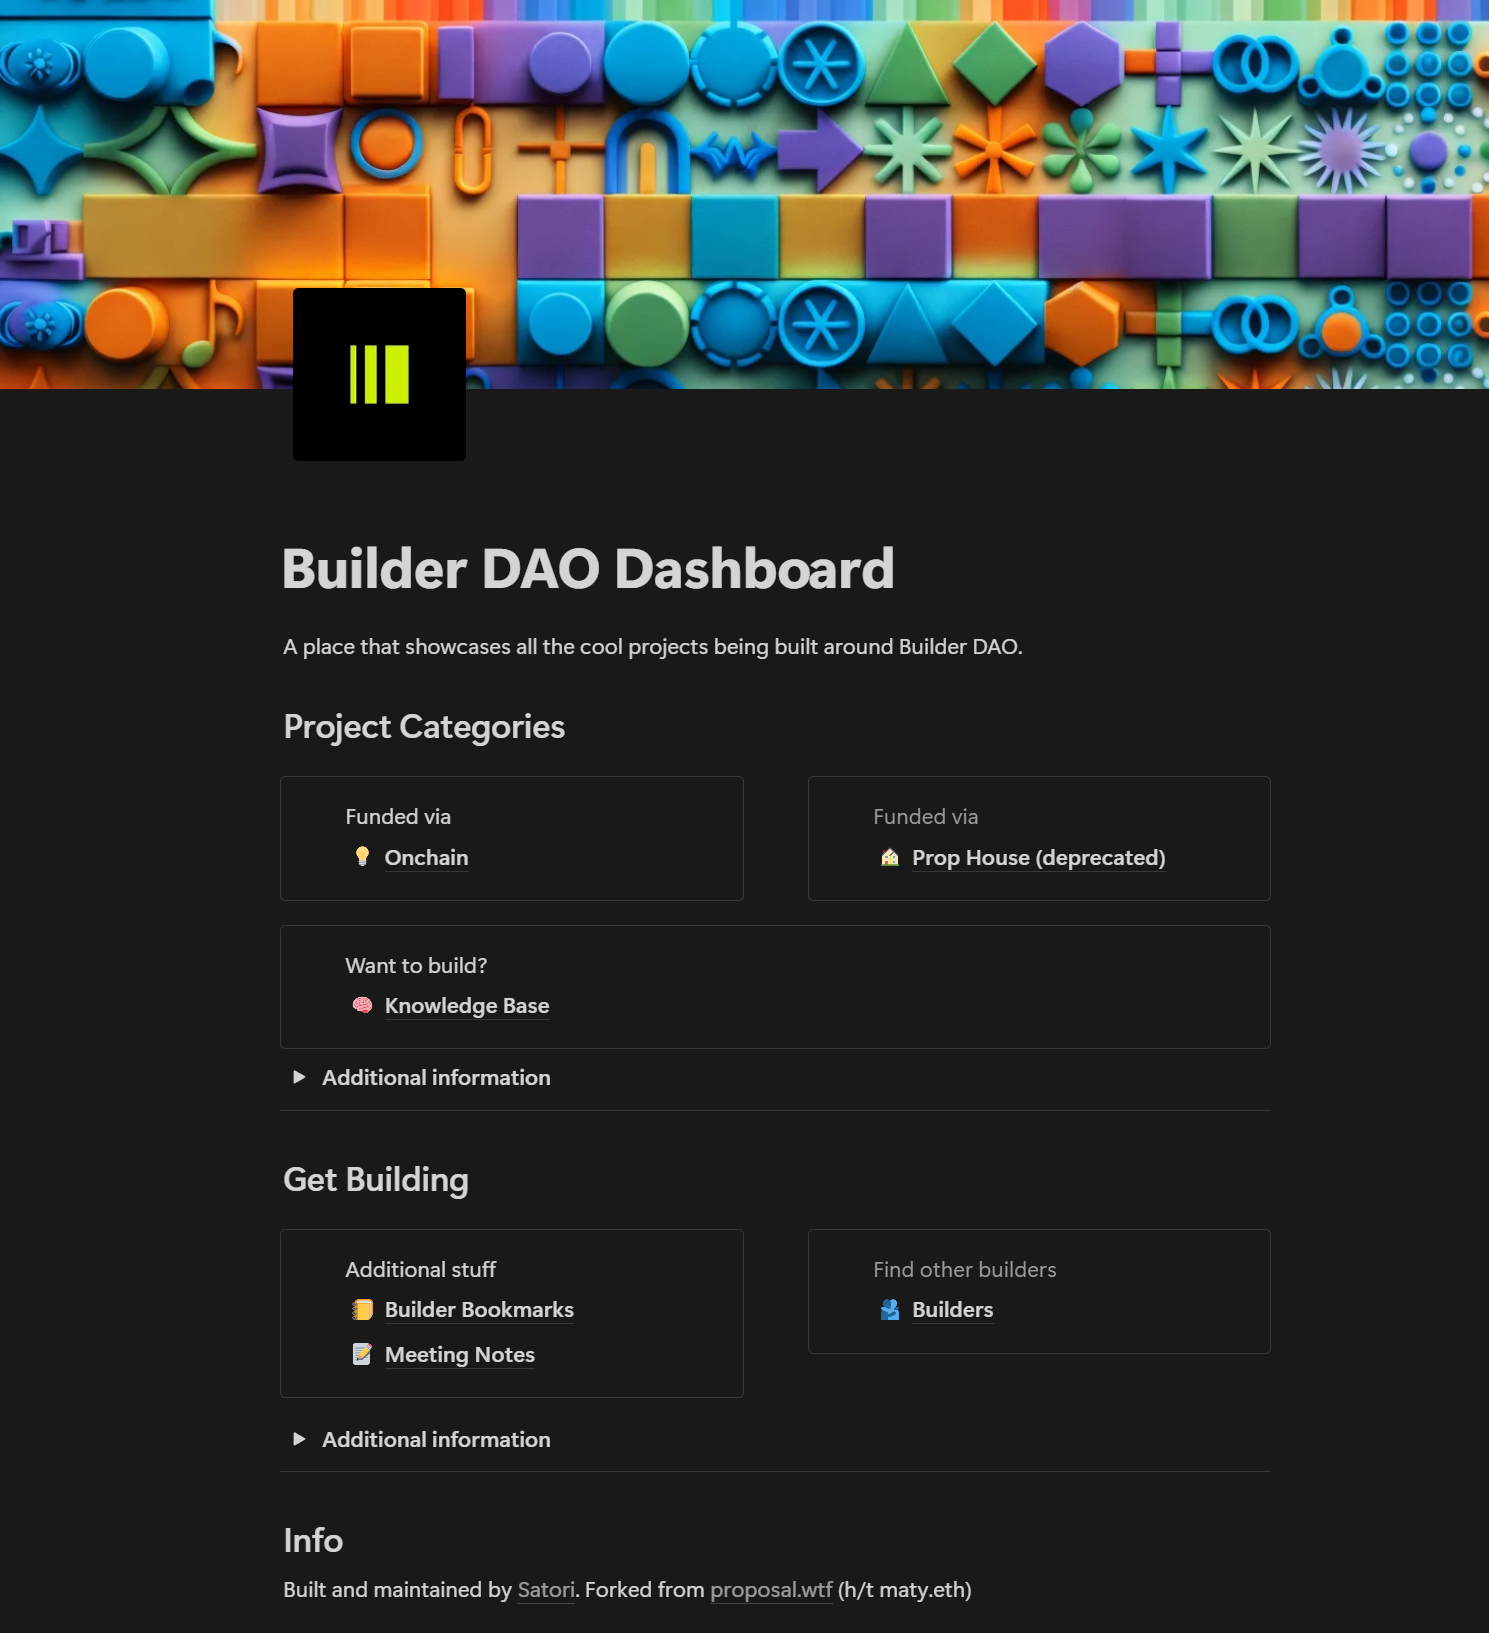 Builder DAO Dashboard
A place that showcases all the cool projects being built around Builder DAO.
Project Categories
Funded via
Onchain
Funded via
Prop House (deprecated)
Want to build?
Knowledge Base
Additional information
Get Building
Additional stuff
Builder Bookmarks
Meeting Notes
Find other builders
Builders
Additional information
Info
Built and maintained by Satori. Forked from proposal.wtf (h/t maty.eth)